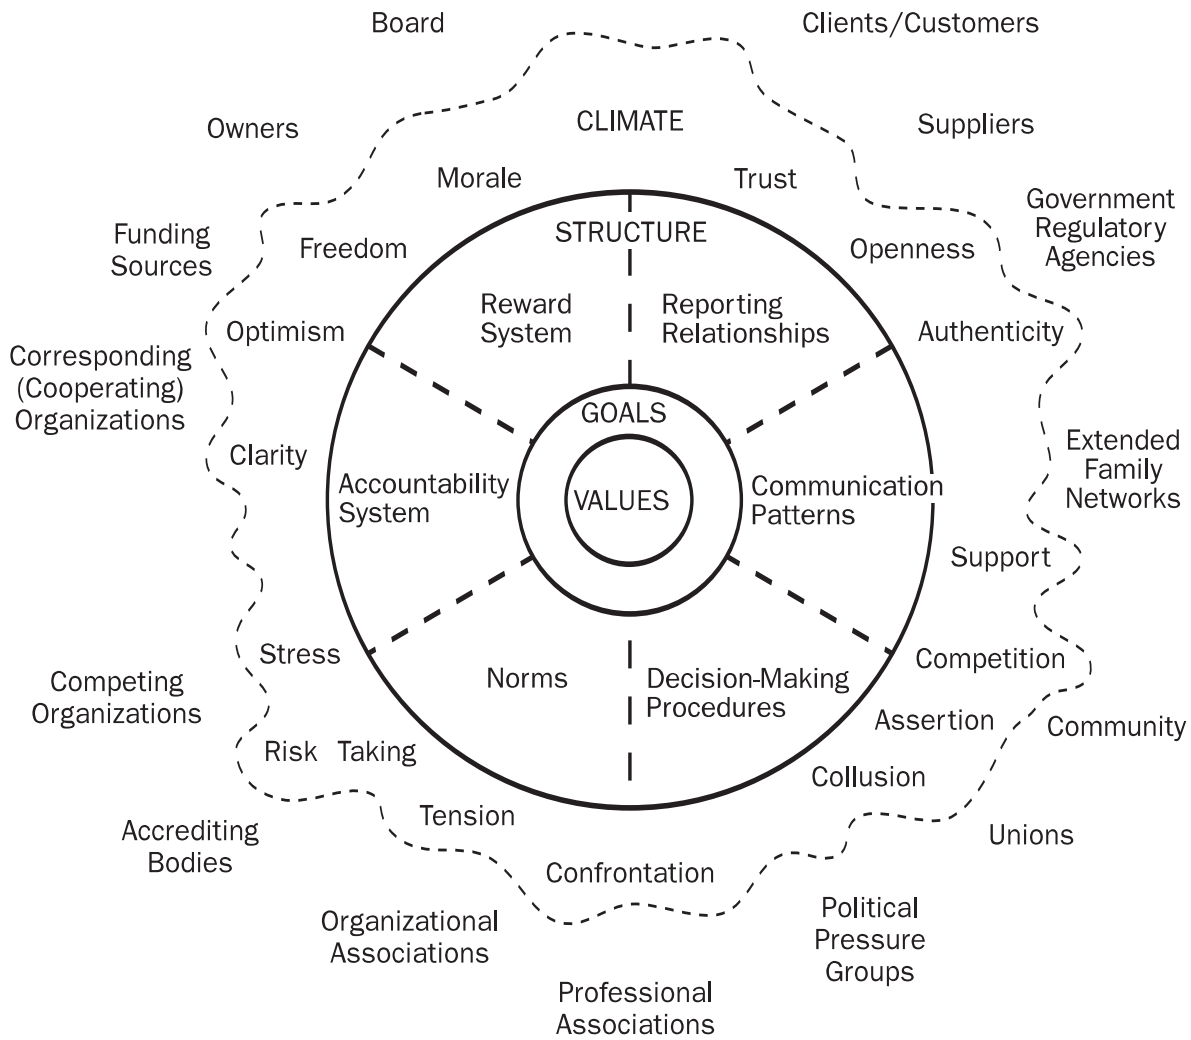 Board
Clients/Customers
Owners
CLIMATE
Suppliers
Morale
Trust
Government
Regulatory
Agencies
Funding
Sources
Freedom
STRUCTURE
Openness
Reward
System
Reporting
Relationships
Optimism
Authenticity
Corresponding
(Cooperating)
Organizations
GOALS
Clarity
Extended
Family
Networks
Accountability
System
VALUES
Communication
Patterns
Support
Stress
Norms
Decision-Making
Procedures
Competition
Competing
Organizations
Assertion
Community
Risk Taking
Collusion
Tension
Accrediting
Bodies
Unions
Confrontation
Organizational
Associations
Political
Pressure
Groups
Professional
Associations